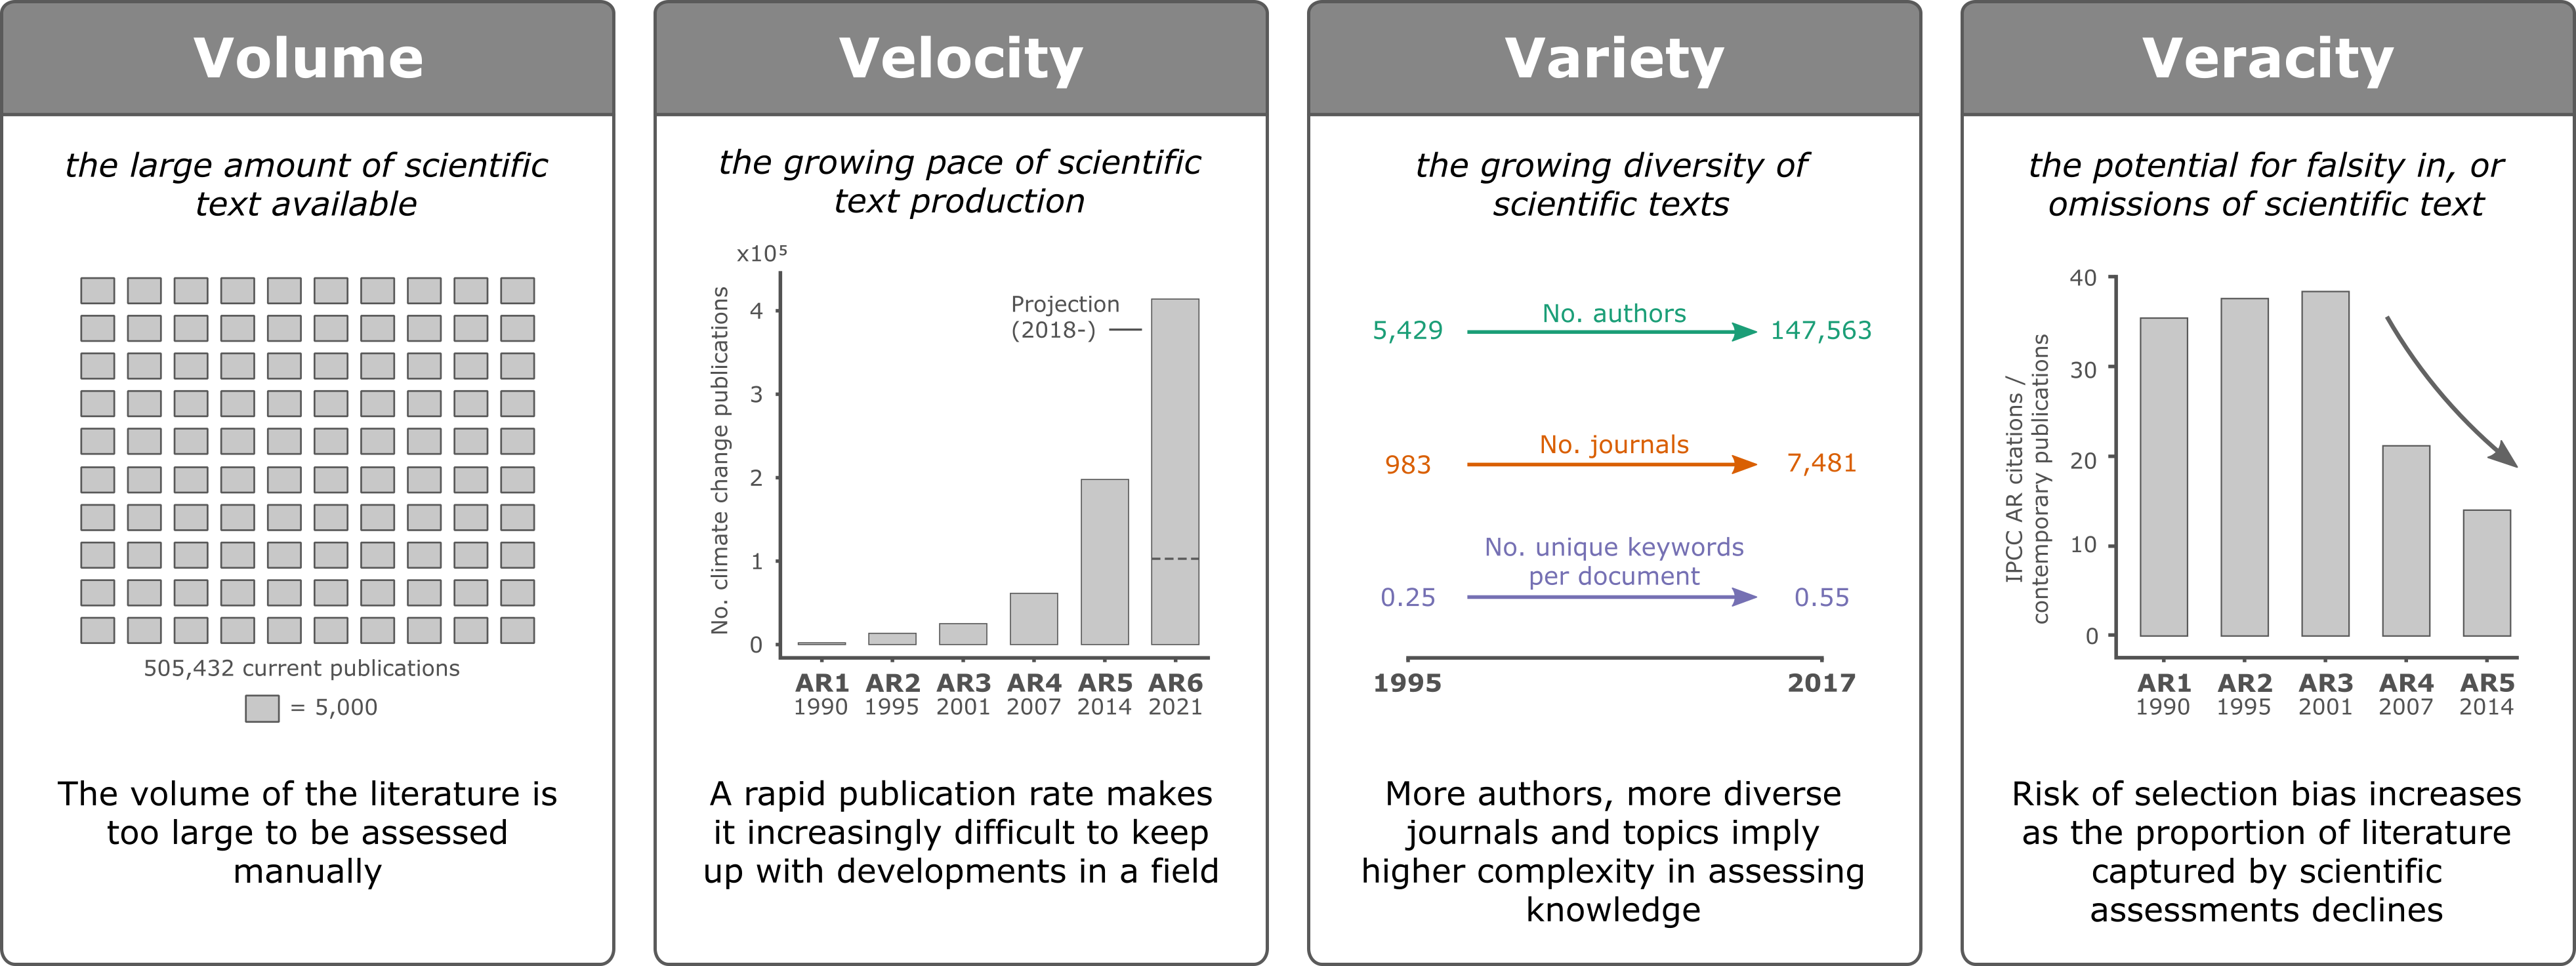 Volume
the large amount of scientific
text available
505,432 current publications
= 5,000
The volume of the literature is
too large to be assessed
manually
Velocity
the growing pace of scientific
text production
x10⁵
No. climate change publications
4
3
2
1
0
Projection
(2018-)
AR1 AR2 AR3 AR4 AR5 AR6
1990 1995 2001 2007 2014 2021
A rapid publication rate makes
it increasingly difficult to keep
up with developments in a field
Variety
the growing diversity of
scientific texts
No. authors
5,429 147,563
No. journals
983 7,481
No. unique keywords
per document
0.25 0.55
1995 2017
More authors, more diverse
journals and topics imply
higher complexity in assessing
knowledge
Veracity
the potential for falsity in, or
omissions of scientific text
IPCC AR citations /
contemporary publications
40
30
20
10
0
AR1 AR2 AR3 AR4 AR5
1990 1995 2001 2007 2014
Risk of selection bias increases
as the proportion of literature
captured by scientific
assessments declines